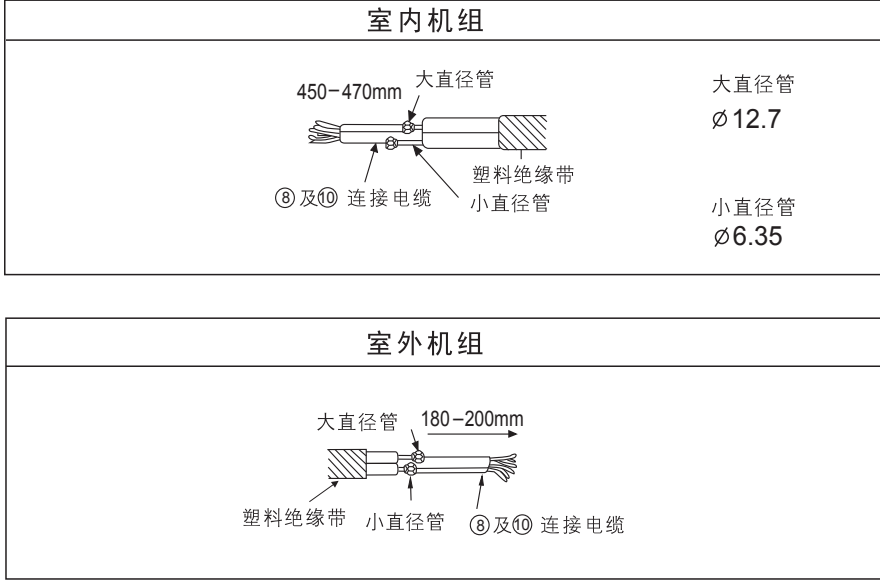 室内机组
450-470mm
大直径管
大直径管
⌀12.7
塑料绝缘带
⑧及⑩ 连接电缆
小直径管
小直径管
⌀6.35
室外机组
大直径管
180-200mm
塑料绝缘带
小直径管
⑧及⑩ 连接电缆